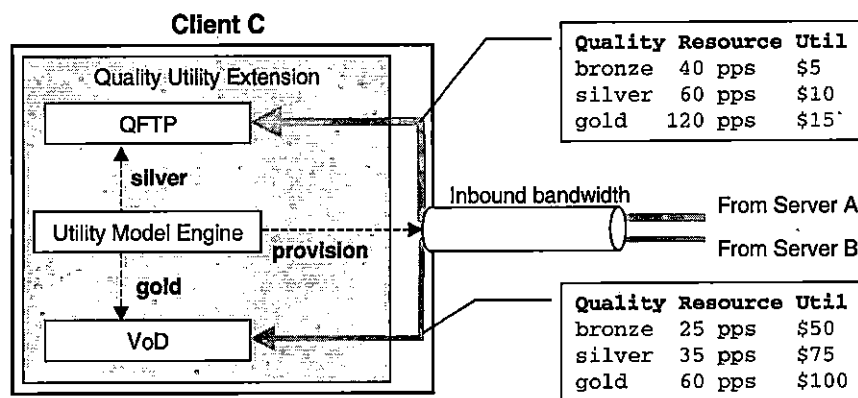 Client C
Quality Utility Extension
QFTP
silver
Utility Model Engine
provision
gold
VoD
Inbound bandwidth
From Server A
From Server B
Quality Resource Util
bronze 40 pps $5
silver 60 pps $10
gold 120 pps $15
Quality Resource Util
bronze 25 pps $50
silver 35 pps $75
gold 60 pps $100